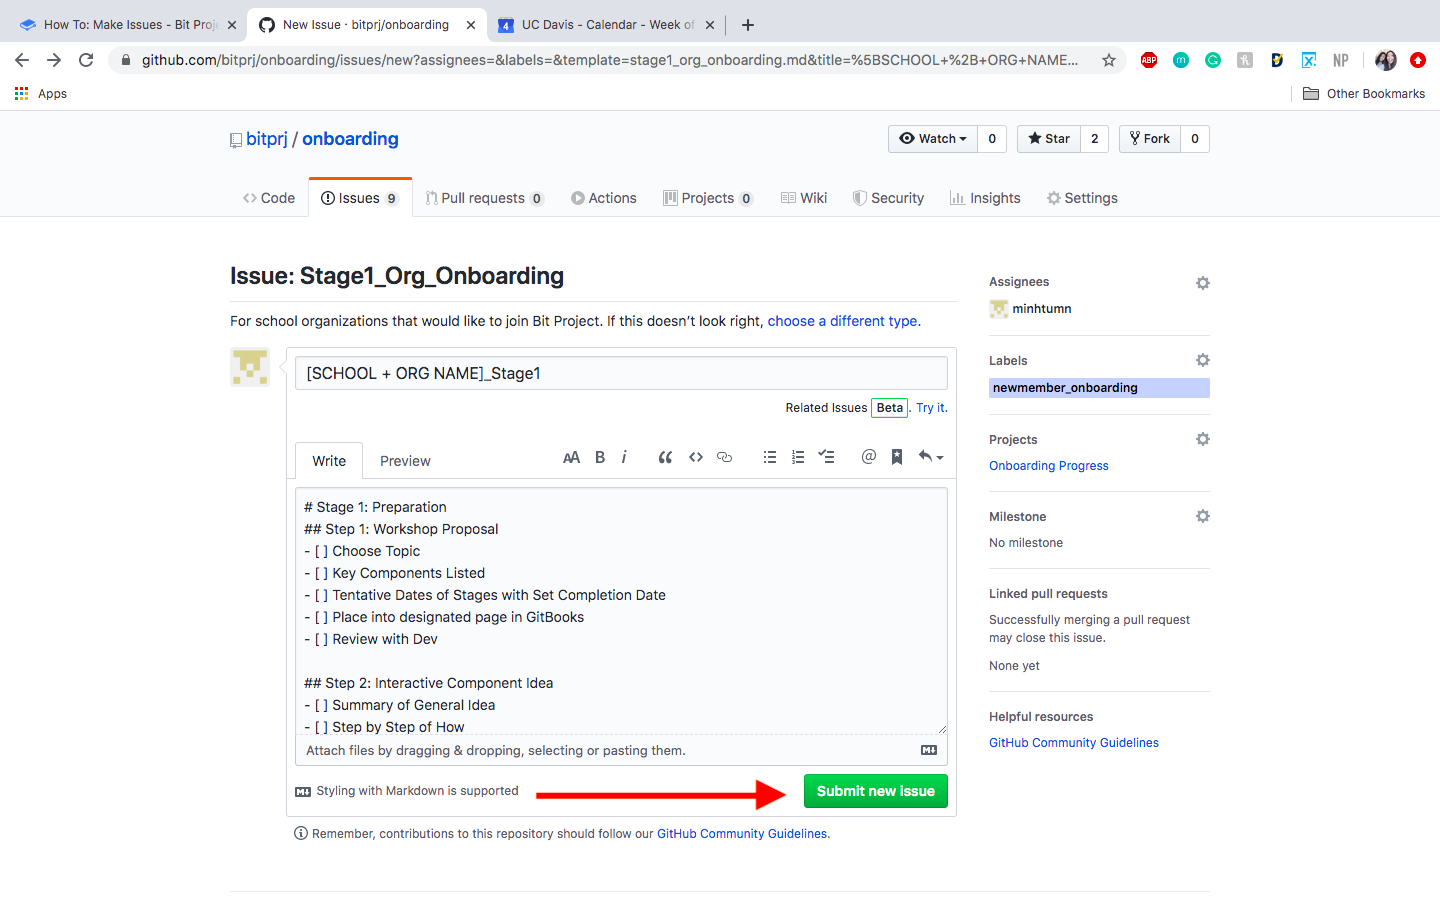 How To: Make Issues - Bit Proj
New Issue · bitprj/onboarding
4
UC Davis - Calendar - Week of
github.com/bitprj/onboarding/issues/new?assignees=&labels=&template=stage1_org_onboarding.md&title=%5BSCHOOL+%2B+ORG+NAME...
ABP
m
G
h
X!
NP
Apps
Other Bookmarks
bitprj / onboarding
Watch 0
Star 2
Fork 0
Code
Issues 9
Pull requests 0
Actions
Projects 0
Wiki
Security
Insights
Settings
Issue: Stage1_Org_Onboarding
For school organizations that would like to join Bit Project. If this doesn’t look right, choose a different type.
[SCHOOL + ORG NAME]_Stage1
Related Issues Beta. Try it.
Write
Preview
AA B i “ <> @
# Stage 1: Preparation
## Step 1: Workshop Proposal
- [ ] Choose Topic
- [ ] Key Components Listed
- [ ] Tentative Dates of Stages with Set Completion Date
- [ ] Place into designated page in GitBooks
- [ ] Review with Dev
## Step 2: Interactive Component Idea
- [ ] Summary of General Idea
- [ ] Step by Step of How
Attach files by dragging & dropping, selecting or pasting them.
Styling with Markdown is supported
Submit new issue
Remember, contributions to this repository should follow our GitHub Community Guidelines.
Assignees
minhtumn
Labels
newmember_onboarding
Projects
Onboarding Progress
Milestone
No milestone
Linked pull requests
Successfully merging a pull request
may close this issue.
None yet
Helpful resources
GitHub Community Guidelines